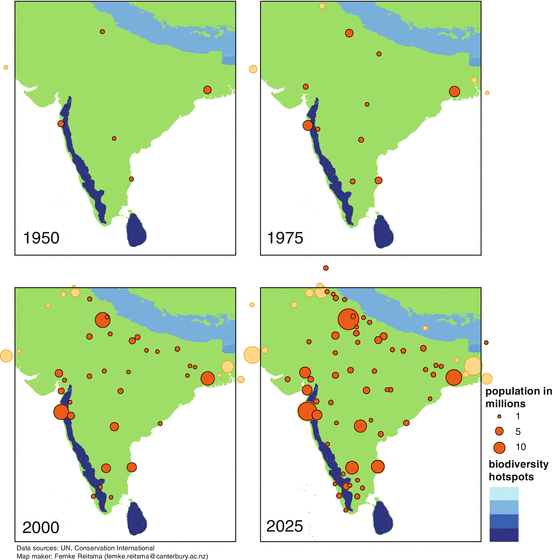 1950
1975
2000
2025
population in
millions
1
5
10
biodiversity
hotspots
Data sources: UN, Conservation International
Map maker: Femke Reitsma (femke.reitsma@canterbury.ac.nz)